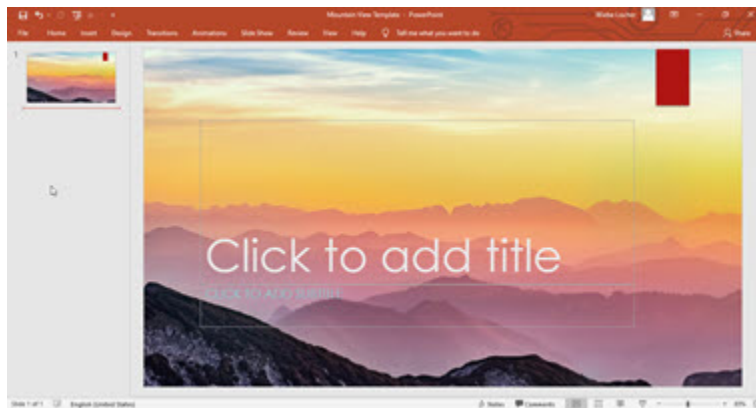 Mountain View Template - PowerPoint
File Home Insert Design Transitions Animations Slide Show Review View Help Tell me what you want to do Share
1
Click to add title
CLICK TO ADD SUBTITLE
Slide 1 of 1 English (United States) Notes Comments